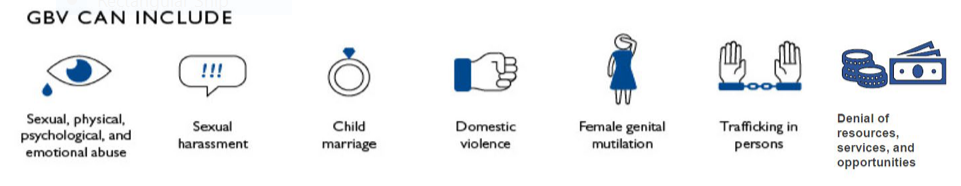 GBV CAN INCLUDE
!!!
Sexual, physical,
psychological, and
emotional abuse
Sexual
harassment
Child
marriage
Domestic
violence
Female genital
mutilation
Trafficking in
persons
Denial of
resources,
services, and
opportunities